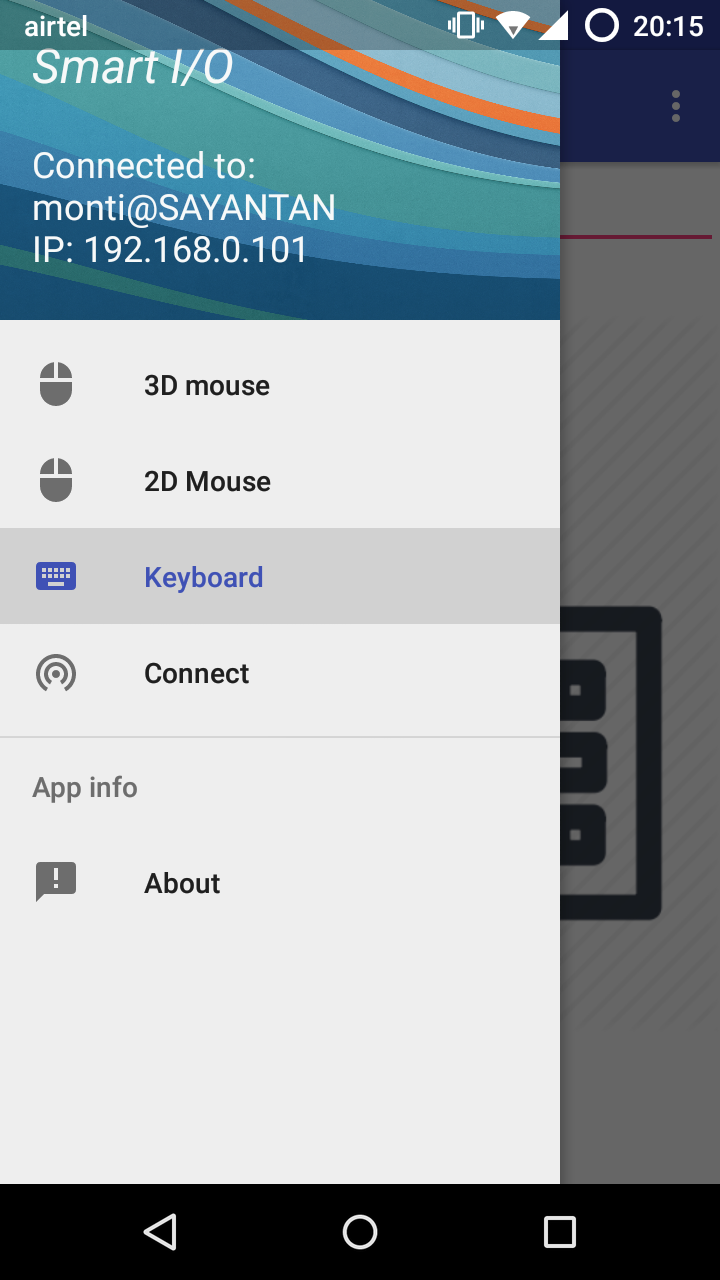 airtel
20:15
Smart I/O
Connected to:
monti@SAYANTAN
IP: 192.168.0.101
3D mouse
2D Mouse
Keyboard
Connect
App info
About